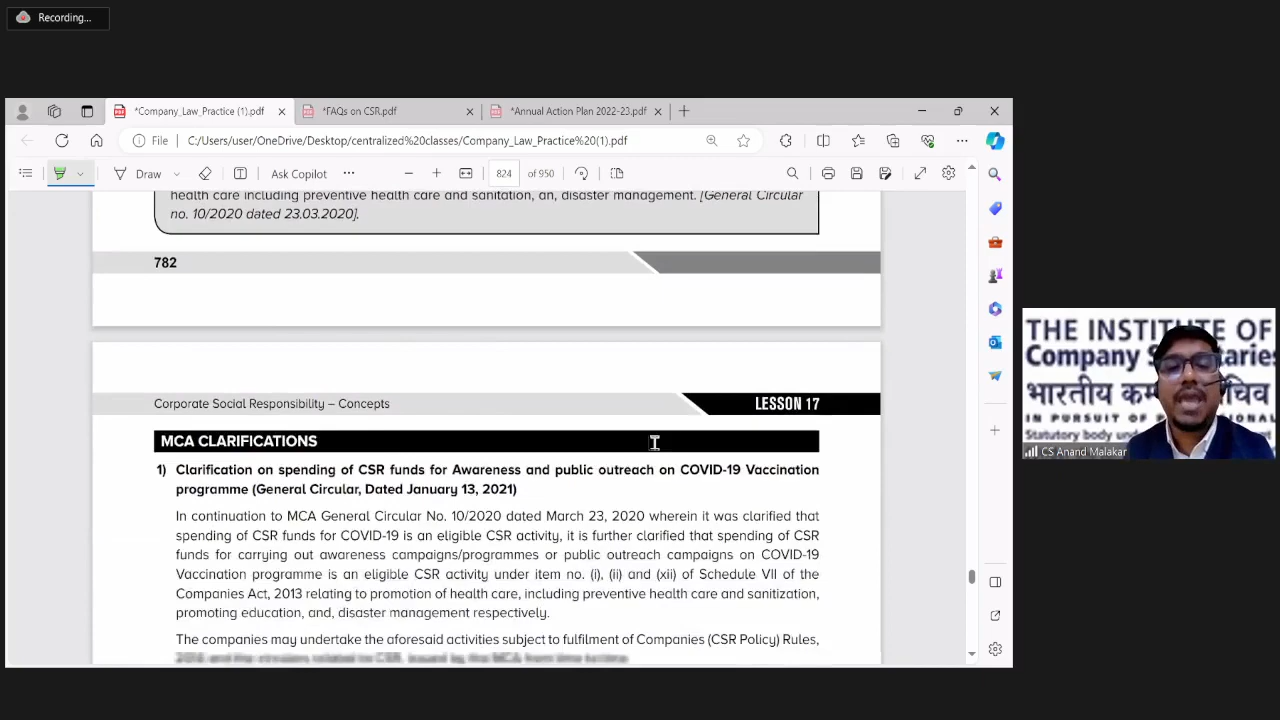 Recording...
*Company_Law_Practice (1).pdf
*FAQs on CSR.pdf
*Annual Action Plan 2022-23.pdf
File
C:/Users/user/OneDrive/Desktop/centralized%20classes/Company_Law_Practice%20(1).pdf
Draw
Ask Copilot
824
of 950
health care including preventive health care and sanitation, an, disaster management. [General Circular
no. 10/2020 dated 23.03.2020].
782
Corporate Social Responsibility – Concepts
LESSON 17
MCA CLARIFICATIONS
1) Clarification on spending of CSR funds for Awareness and public outreach on COVID-19 Vaccination
programme (General Circular, Dated January 13, 2021)
In continuation to MCA General Circular No. 10/2020 dated March 23, 2020 wherein it was clarified that
spending of CSR funds for COVID-19 is an eligible CSR activity, it is further clarified that spending of CSR
funds for carrying out awareness campaigns/programmes or public outreach campaigns on COVID-19
Vaccination programme is an eligible CSR activity under item no. (i), (ii) and (xii) of Schedule VII of the
Companies Act, 2013 relating to promotion of health care, including preventive health care and sanitization,
promoting education, and, disaster management respectively.
The companies may undertake the aforesaid activities subject to fulfilment of Companies (CSR Policy) Rules,
THE INSTITUTE OF
Company
भारतीय
IN PURSUIT OF
Statutory body
CS Anand Malakar